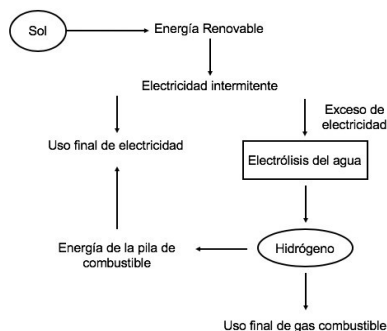 Sol
Energía Renovable
Electricidad intermitente
Exceso de
electricidad
Uso final de electricidad
Electrólisis del agua
Energía de la pila de
combustible
Hidrógeno
Uso final de gas combustible